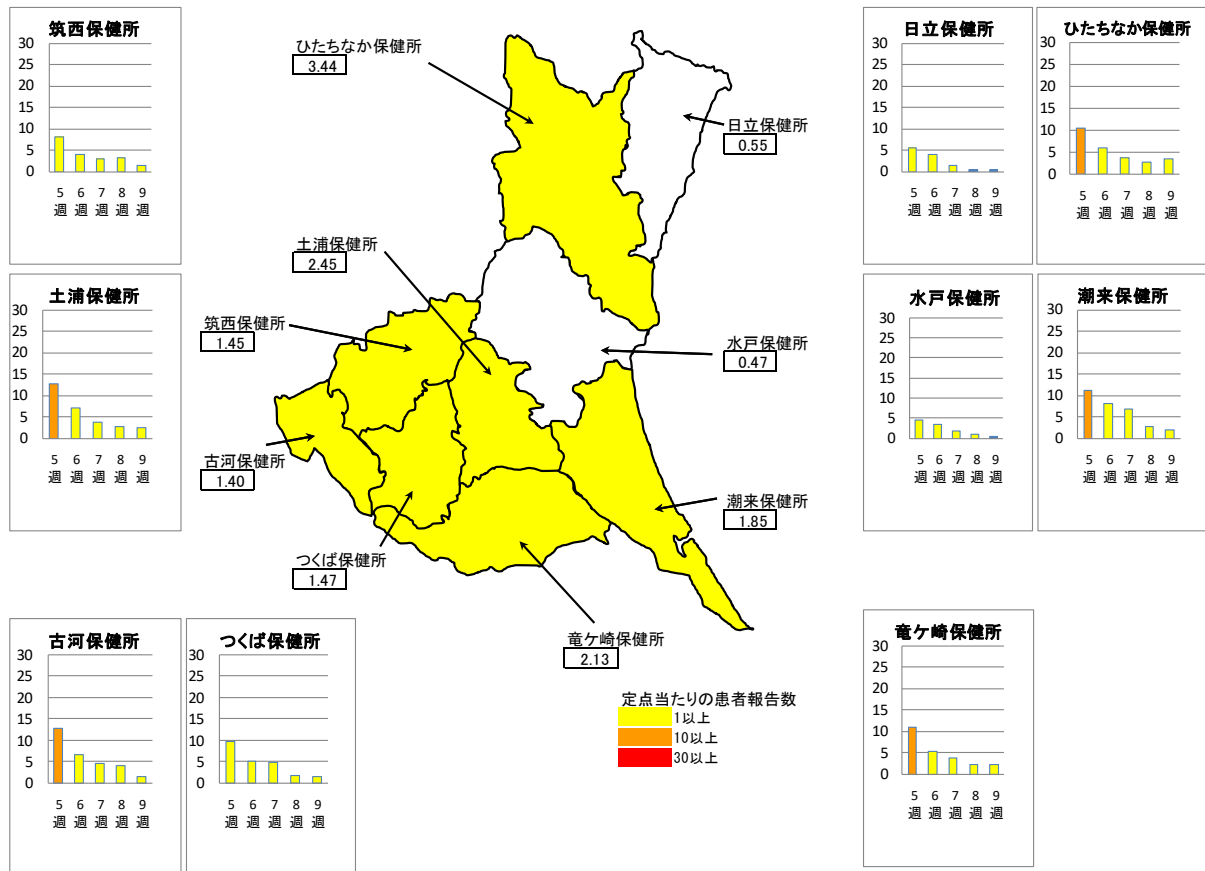 筑西保健所
30
25
20
15
10
5
0
5 6 7 8 9
週 週 週 週 週
土浦保健所
30
25
20
15
10
5
0
5 6 7 8 9
週 週 週 週 週
古河保健所
30
25
20
15
10
5
0
5 6 7 8 9
週 週 週 週 週
つくば保健所
30
25
20
15
10
5
0
5 6 7 8 9
週 週 週 週 週
ひたちなか保健所
3.44
日立保健所
0.55
土浦保健所
2.45
筑西保健所
1.45
水戸保健所
0.47
古河保健所
1.40
潮来保健所
1.85
つくば保健所
1.47
竜ケ崎保健所
2.13
定点当たりの患者報告数
1以上
10以上
30以上
日立保健所
30
25
20
15
10
5
0
5 6 7 8 9
週 週 週 週 週
ひたちなか保健所
30
25
20
15
10
5
0
5 6 7 8 9
週 週 週 週 週
水戸保健所
30
25
20
15
10
5
0
5 6 7 8 9
週 週 週 週 週
潮来保健所
30
25
20
15
10
5
0
5 6 7 8 9
週 週 週 週 週
竜ケ崎保健所
30
25
20
15
10
5
0
5 6 7 8 9
週 週 週 週 週